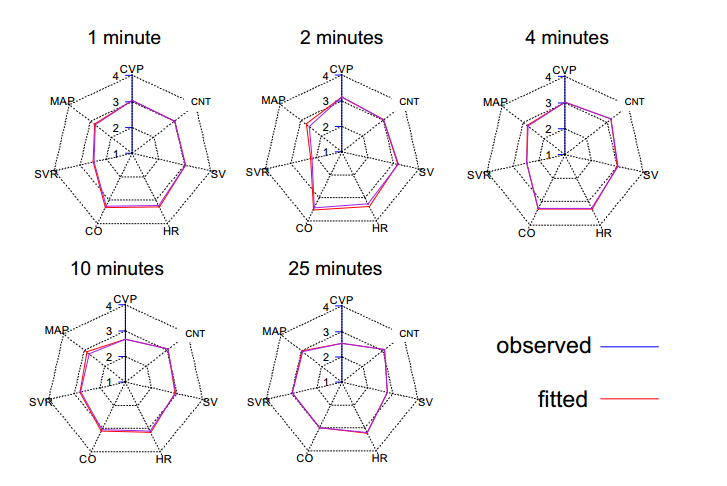 1 minute
2 minutes
4 minutes
CVP
CNT
SV
HR
CO
SVR
MAP
4
3
2
1
CVP
CNT
SV
HR
CO
SVR
MAP
4
3
2
1
CVP
CNT
SV
HR
CO
SVR
MAP
4
3
2
1
10 minutes
25 minutes
CVP
CNT
SV
HR
CO
SVR
MAP
4
3
2
1
CVP
CNT
SV
HR
CO
SVR
MAP
4
3
2
1
observed
fitted